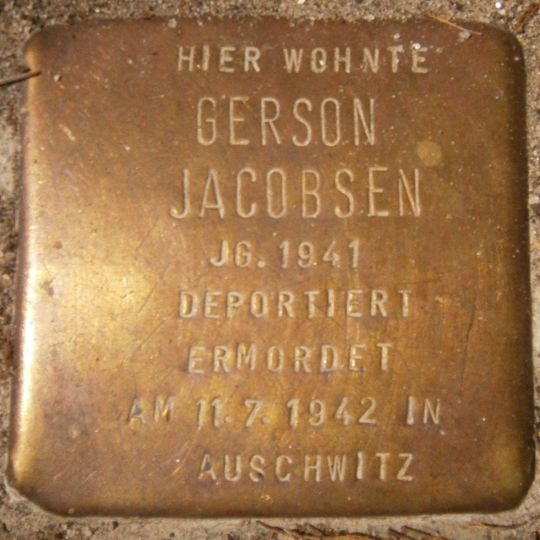 HIER WOHNTE
GERSON
JACOBSEN
JG. 1941
DEPORTIERT
ERMORDET
AM 11.7. 1942 IN
AUSCHWITZ